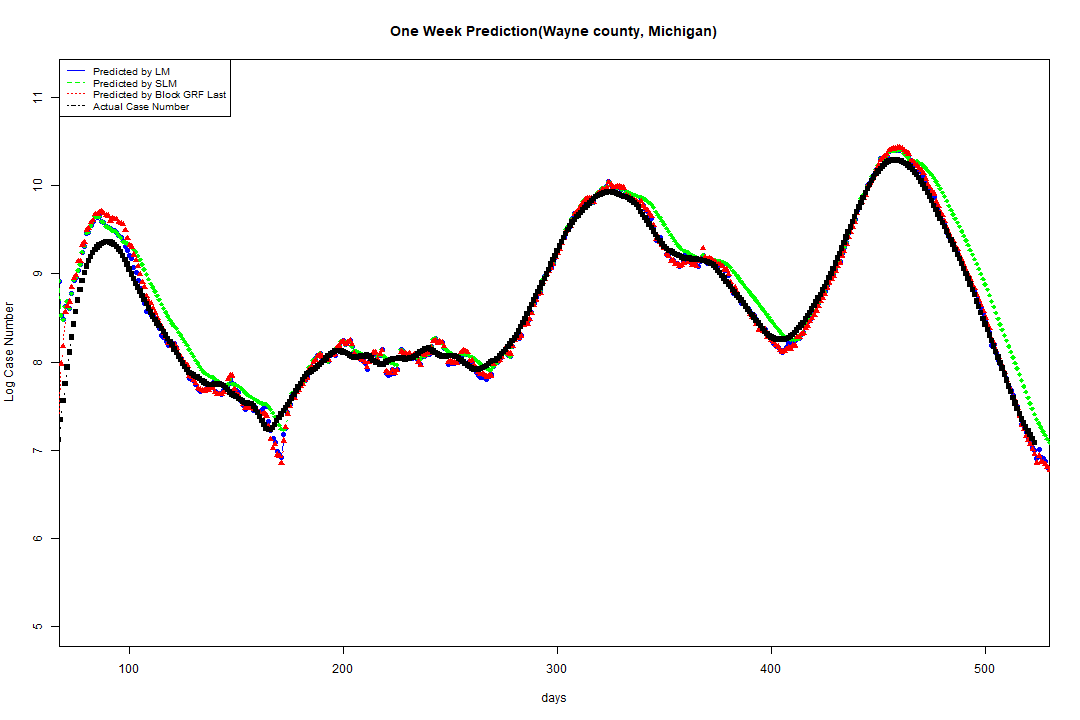 One Week Prediction(Wayne county, Michigan)
Predicted by LM
Predicted by SLM
Predicted by Block GRF Last
Actual Case Number
11
10
9
8
7
6
5
Log Case Number
100 200 300 400 500
days